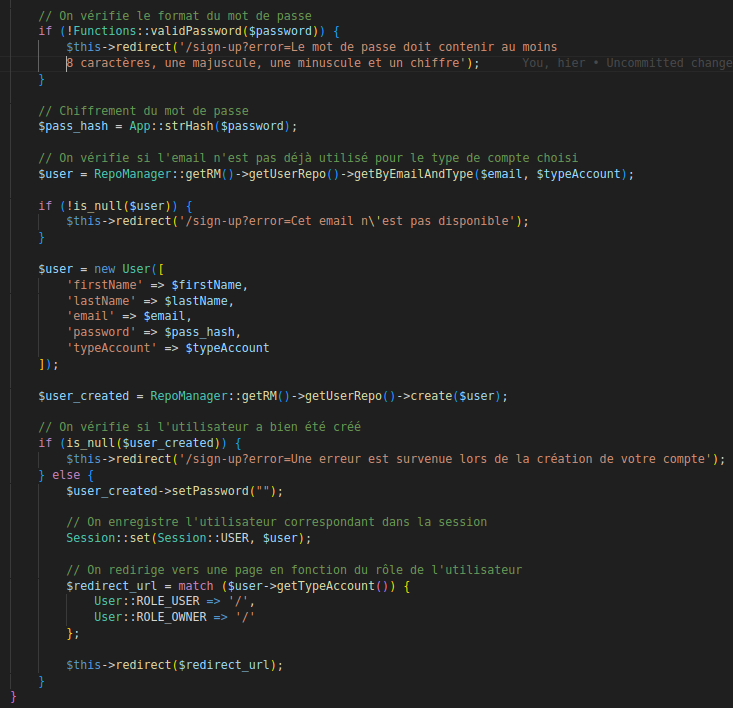 // On vérifie le format du mot de passe
if (!Functions::validPassword($password)) {
$this->redirect('/sign-up?error=Le mot de passe doit contenir au moins
8 caractères, une majuscule, une minuscule et un chiffre'); You, hier • Uncommitted change
}
// Chiffrement du mot de passe
$pass_hash = App::strHash($password);
// On vérifie si l'email n'est pas déjà utilisé pour le type de compte choisi
$user = RepoManager::getRM()->getUserRepo()->getByEmailAndType($email, $typeAccount);
if (!is_null($user)) {
$this->redirect('/sign-up?error=Cet email n\'est pas disponible');
}
$user = new User([
'firstName' => $firstName,
'lastName' => $lastName,
'email' => $email,
'password' => $pass_hash,
'typeAccount' => $typeAccount
]);
$user_created = RepoManager::getRM()->getUserRepo()->create($user);
// On vérifie si l'utilisateur a bien été créé
if (is_null($user_created)) {
$this->redirect('/sign-up?error=Une erreur est survenue lors de la création de votre compte');
} else {
$user_created->setPassword("");
// On enregistre l'utilisateur correspondant dans la session
Session::set(Session::USER, $user);
// On redirige vers une page en fonction du rôle de l'utilisateur
$redirect_url = match ($user->getTypeAccount()) {
User::ROLE_USER => '/',
User::ROLE_OWNER => '/'
};
$this->redirect($redirect_url);
}
}